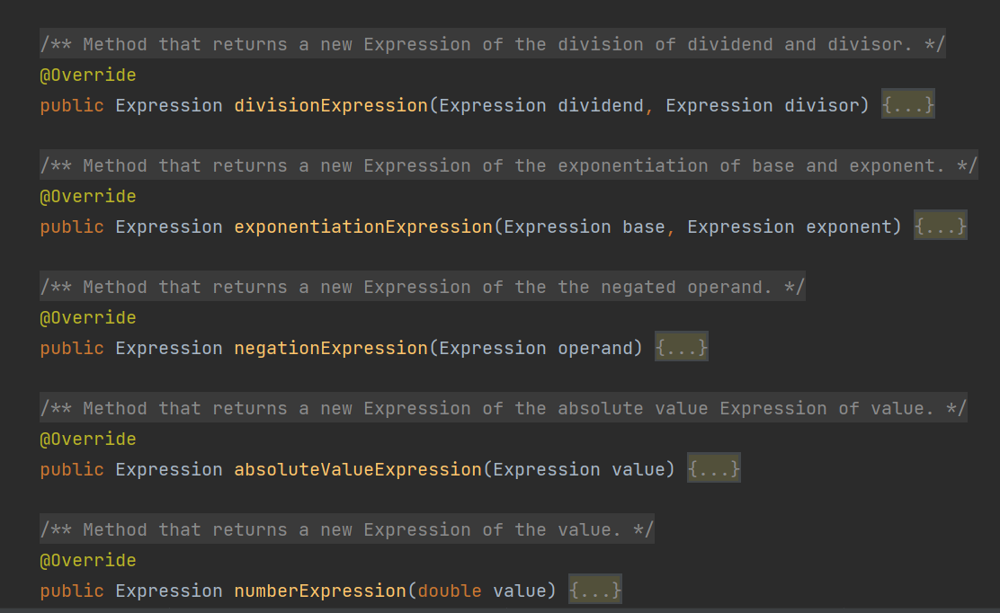 /** Method that returns a new Expression of the division of dividend and divisor. */
@Override
public Expression divisionExpression(Expression dividend, Expression divisor) {...}
/** Method that returns a new Expression of the exponentiation of base and exponent. */
@Override
public Expression exponentiationExpression(Expression base, Expression exponent) {...}
/** Method that returns a new Expression of the the negated operand. */
@Override
public Expression negationExpression(Expression operand) {...}
/** Method that returns a new Expression of the absolute value Expression of value. */
@Override
public Expression absoluteValueExpression(Expression value) {...}
/** Method that returns a new Expression of the value. */
@Override
public Expression numberExpression(double value) {...}